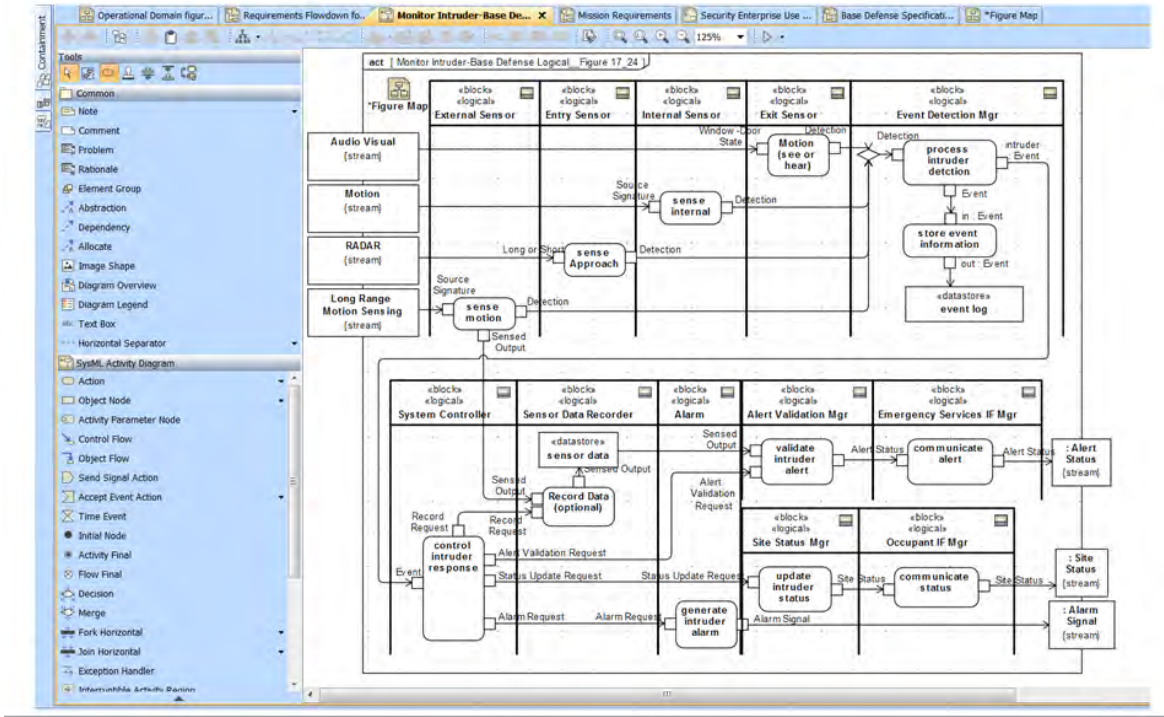 Operational Domain figur...
Requirements Flowdown fo..
Monitor Intruder-Base De... X
Mission Requirements
Security Enterprise Use ...
Base Defense Specificati...
*Figure Map
Containment
125%
Tools
Common
Note
Comment
Problem
Rationale
Element Group
Abstraction
Dependency
Allocate
Image Shape
Diagram Overview
Diagram Legend
Text Box
Horizontal Separator
SysML Activity Diagram
Action
Object Node
Activity Parameter Node
Control Flow
Object Flow
Send Signal Action
Accept Event Action
Time Event
Initial Node
Activity Final
Flow Final
Decision
Merge
Fork Horizontal
Join Horizontal
Exception Handler
Interruptible Activity Region
act [ Monitor Intruder-Base Defense Logical__Figure 17_24 ]
*Figure Map
«block»
«logical»
External Sensor
«block»
«logical»
Entry Sensor
«block»
«logical»
Internal Sensor
«block»
«logical»
Exit Sensor
«block»
«logical»
Event Detection Mgr
Audio Visual
{stream}
Window -Door
State
Motion
(see or
hear)
Detection
Detection
process
intruder
detction
intruder
: Event
Motion
{stream}
Source
Signature
sense
internal
Detection
Event
in : Event
store event
information
out : Event
RADAR
{stream}
Long or Short
sense
Approach
Detection
«datastore»
event log
Long Range
Motion Sensing
{stream}
Source
Signature
sense
motion
Detection
Sensed
Output
«block»
«logical»
System Controller
«block»
«logical»
Sensor Data Recorder
«block»
«logical»
Alarm
«block»
«logical»
Alert Validation Mgr
«block»
«logical»
Emergency Services IF Mgr
«datastore»
sensor data
Sensed Output
Sensed
Output
validate
intruder
alert
Alert Status
communicate
alert
Alert Status
: Alert
Status
{stream}
Sensed
Output
Record Data
(optional)
Alert
Validation
Request
Record
Request
Record
Request
control
intruder
response
Event
«block»
«logical»
Site Status Mgr
«block»
«logical»
Occupant IF Mgr
Alert Validation Request
Status Update Request
Status Update Reques
update
intruder
status
Site Status
communicate
status
Site Status
: Site
Status
{stream}
Alarm Request
Alarm Reques
generate
intruder
alarm
Alarm Signal
: Alarm
Signal
{stream}